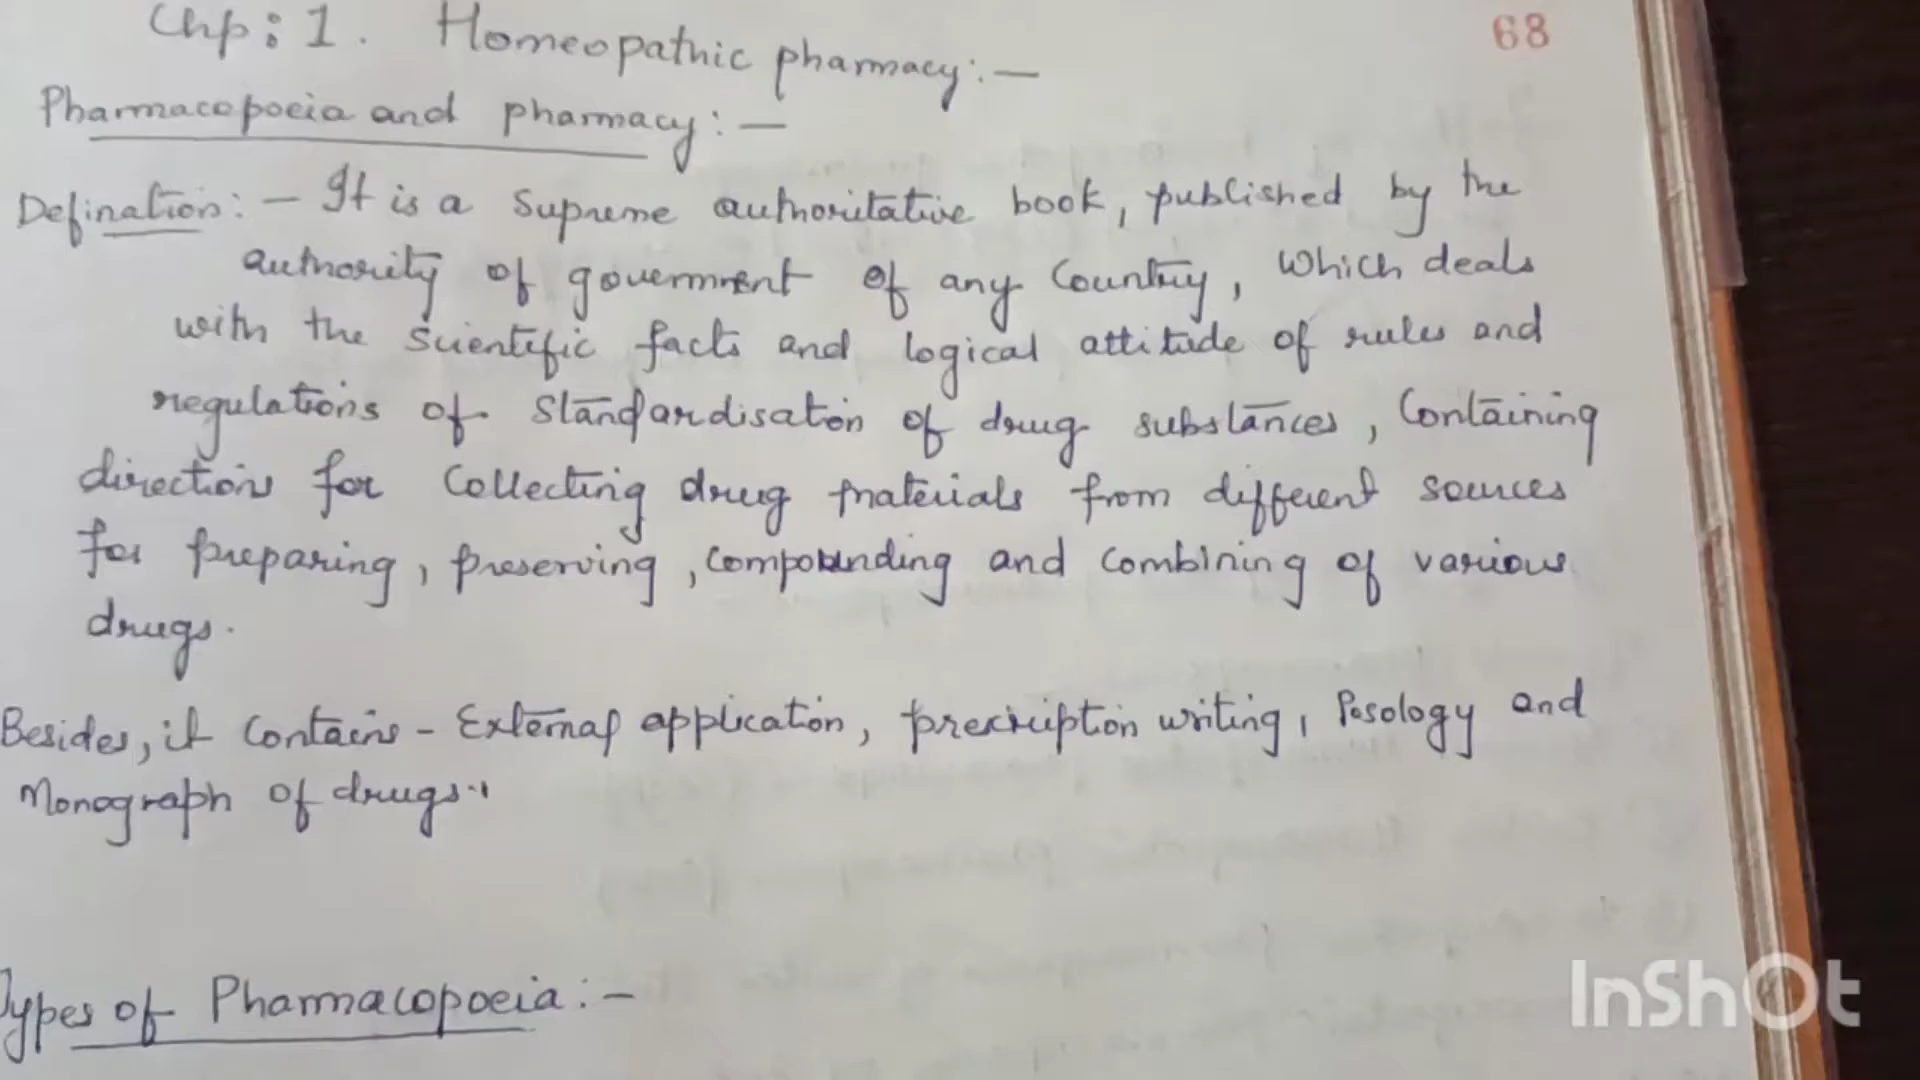 Chp: 1. Homeopathic pharmacy: —
68
Pharmacopoeia and pharmacy: —
Defination: — It is a Supreme authoritative book, published by the
authority of government of any Country, which deals
with the scientific facts and logical attitude of rules and
regulations of Standardisation of drug substances, Containing
direction for Collecting drug materials from different sources
for preparing, preserving, compounding and combining of various
drugs.
Besides, it Contains - External application, prescription writing, Posology and
Monograph of drugs.
Types of Pharmacopoeia: —
InShOt